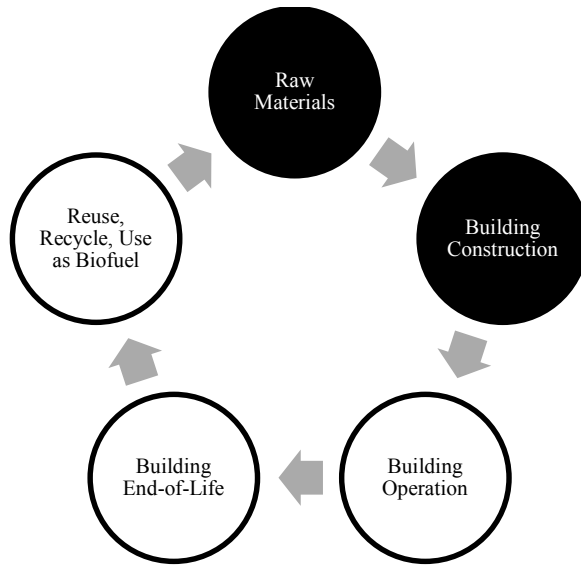 Raw
Materials
Building
Construction
Building
Operation
Building
End-of-Life
Reuse,
Recycle, Use
as Biofuel